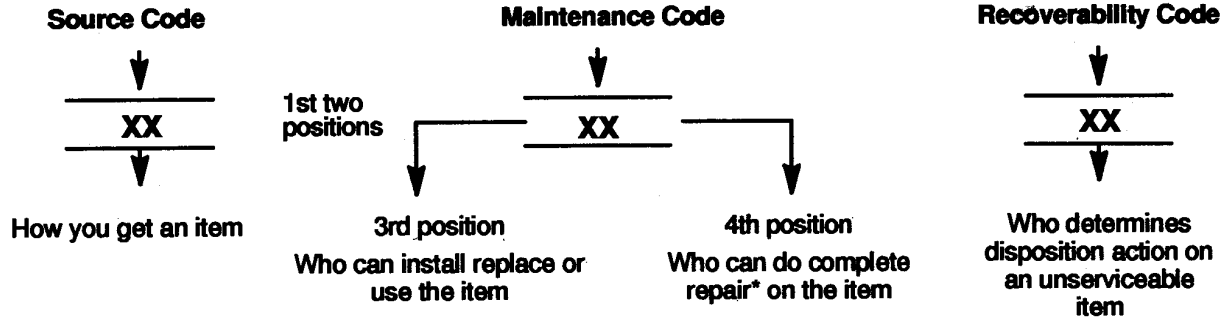 Source Code
XX
How you get an item
1st two
positions
Maintenance Code
XX
3rd position
Who can install replace or
use the item
4th position
Who can do complete
repair* on the item
Recoverability Code
XX
Who determines
disposition action on
an unserviceable
item